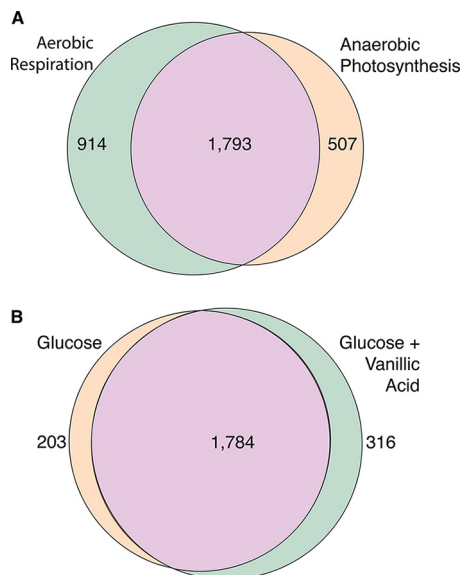 A
Aerobic
Respiration
Anaerobic
Photosynthesis
914
1,793
507
B
Glucose
Glucose +
Vanillic
Acid
203
1,784
316